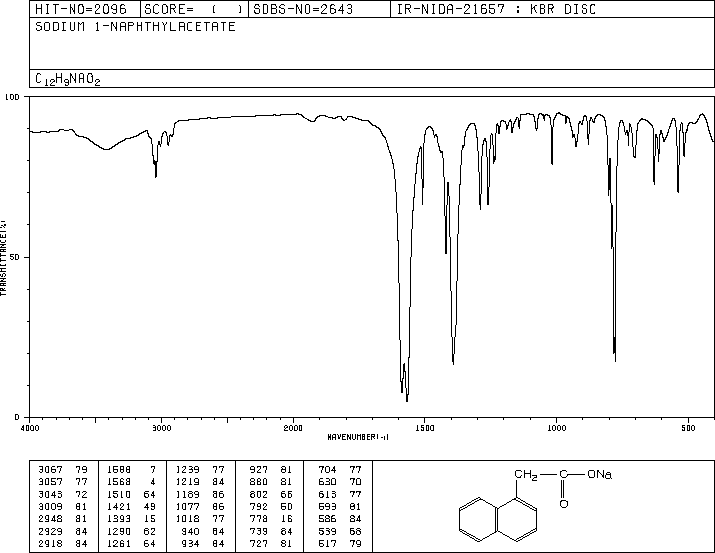 HIT-NO=2096 SCORE= ( ) SDBS-NO=2643 IR-NIDA-21657 : KBR DISC
SODIUM 1-NAPHTHYLACETATE
C12H9NAO2
100
50
0
TRANSMITTANCE(%)
4000 3000 2000 1500 1000 500
WAVENUMBER(-1)
3067 79 1588 7 1239 77 927 81 704 77
3057 77 1568 4 1219 84 880 81 630 70
3043 72 1510 64 1169 86 802 66 613 77
3009 81 1421 49 1077 86 792 50 593 81
2948 81 1393 15 1018 77 778 16 586 84
2929 84 1290 62 940 84 739 84 539 68
2918 84 1261 64 934 84 727 81 517 79
CH2 C ONa
O